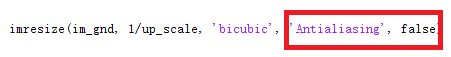 imresize(im_gnd, 1/up_scale, 'bicubic', 'Antialiasing', false)